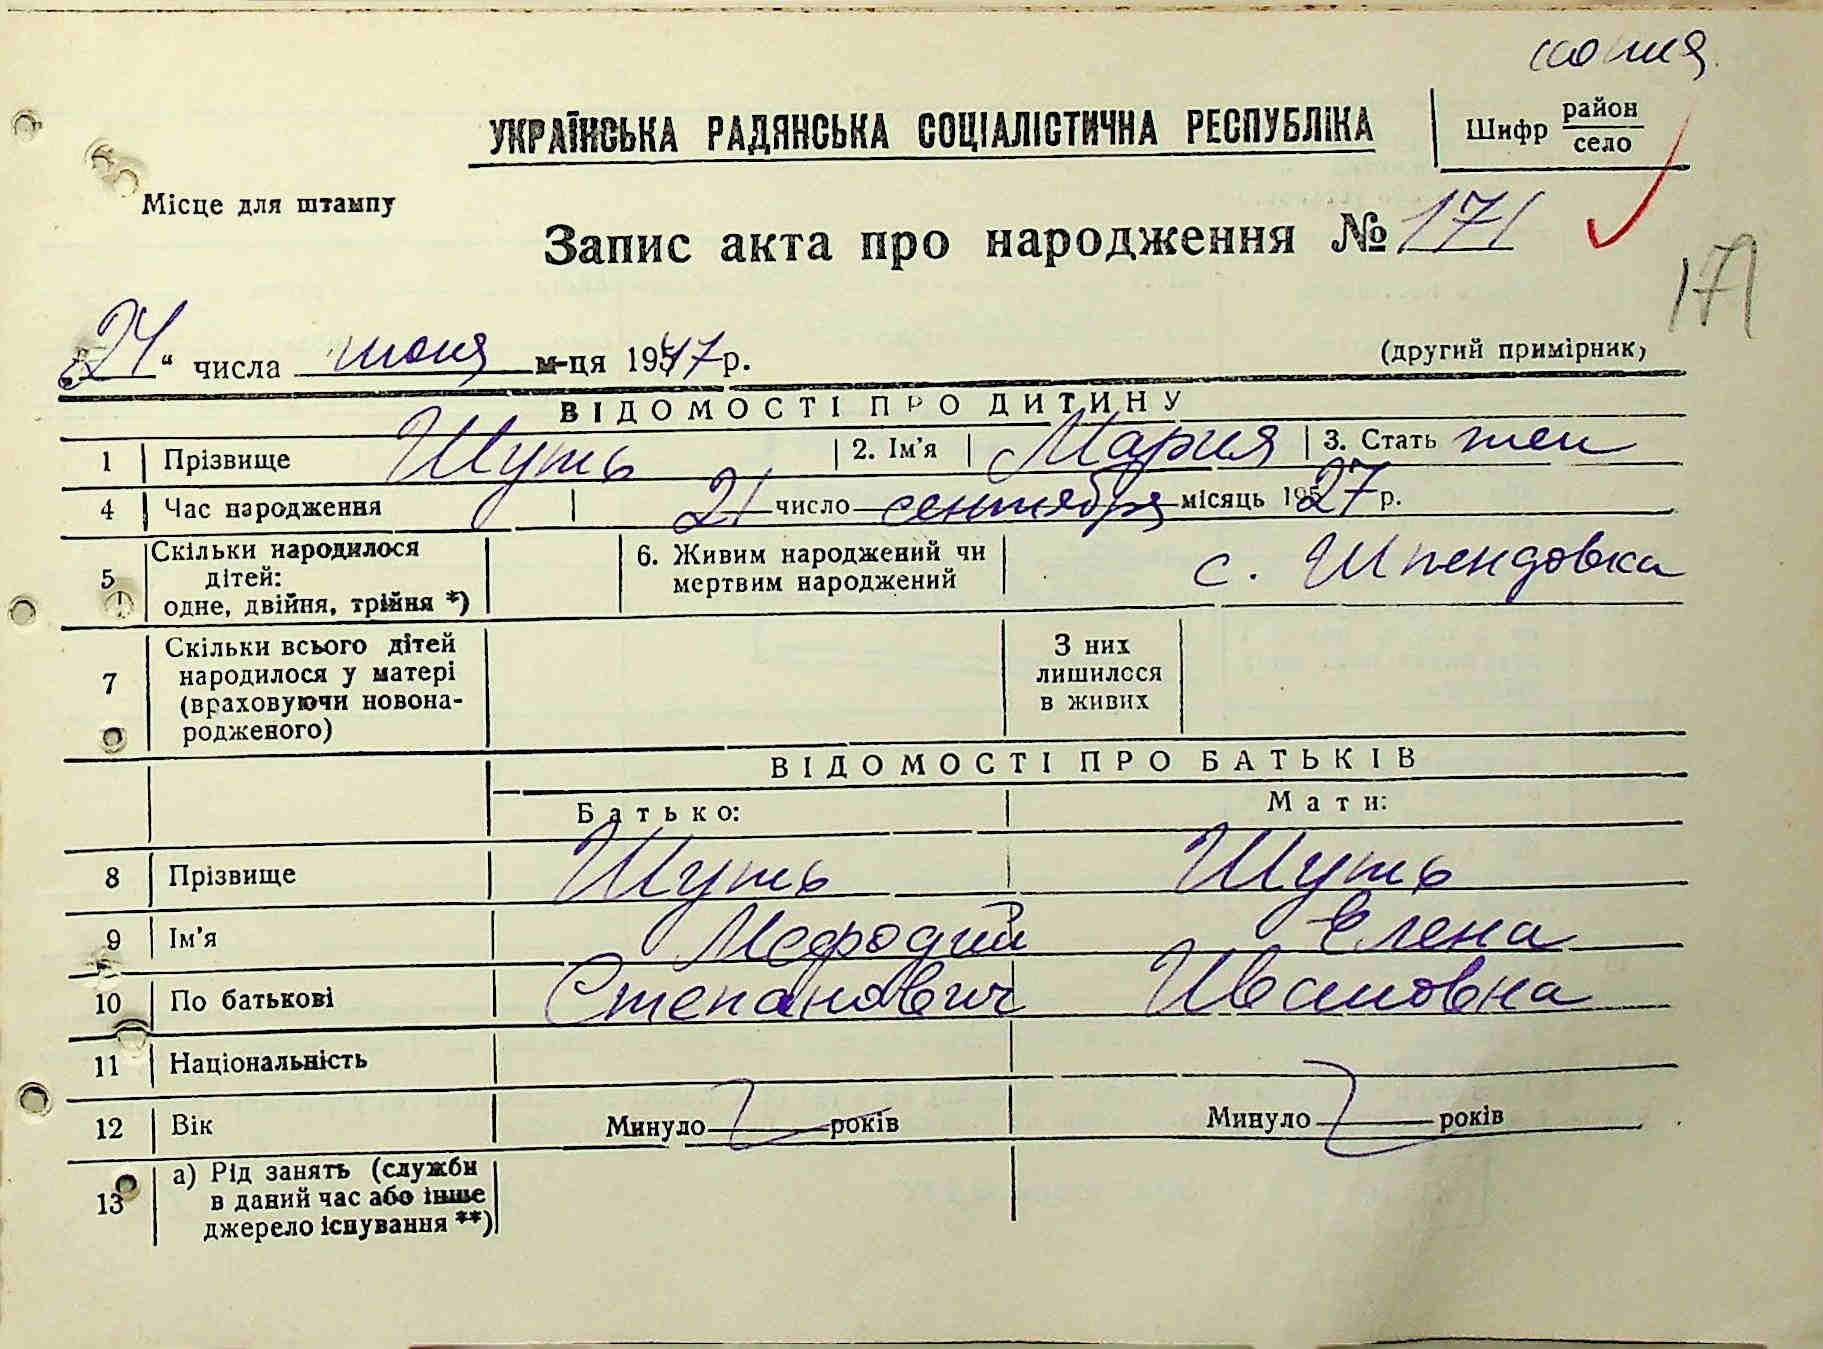 копия
УКРАЇНСЬКА РАДЯНСЬКА СОЦІАЛІСТИЧНА РЕСПУБЛІКА
Шифр район
село
Місце для штампу
Запис акта про народження № 171
171
„24“ числа июня м-ця 1947 р.
(другий примірник)
ВІДОМОСТІ ПРО ДИТИНУ
1 Прізвище Шуть 2. Ім'я Мария 3. Стать жен
4 Час народження 21 число сентября місяць 1927 р.
5 Скільки народилося дітей: одне, двійня, трійня *) 6. Живим народжений чи мертвим народжений с. Шпендовка
7 Скільки всього дітей народилося у матері (враховуючи новонародженого) З них лишилося в живих
ВІДОМОСТІ ПРО БАТЬКІВ
Батько: Мати:
8 Прізвище Шуть Шуть
9 Ім'я Мефодий Елена
10 По батькові Степанович Ивановна
11 Національність
12 Вік Минуло років Минуло років
13 а) Рід занять (служби в даний час або інше джерело існування **)